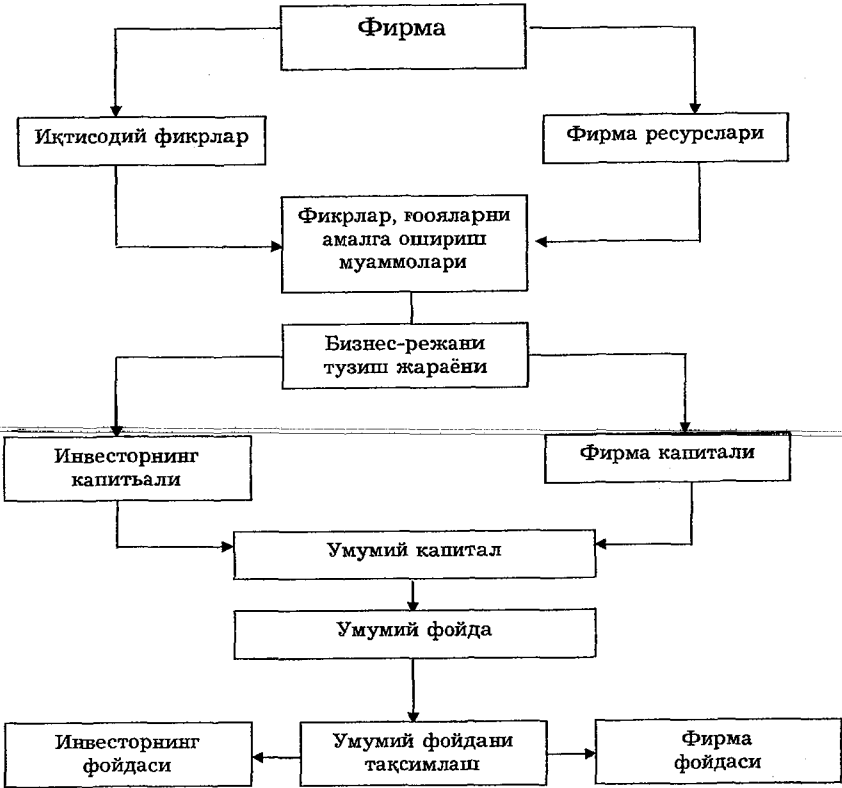 Фирма
Иқтисодий фикрлар
Фирма ресурслари
Фикрлар, ғоояларни
амалга ошириш
муаммолари
Бизнес-режани
тузиш жараёни
Инвесторнинг
капитьали
Фирма капитали
Умумий капитал
Умумий фойда
Инвесторнинг
фойдаси
Умумий фойдани
тақсимлаш
Фирма
фойдаси